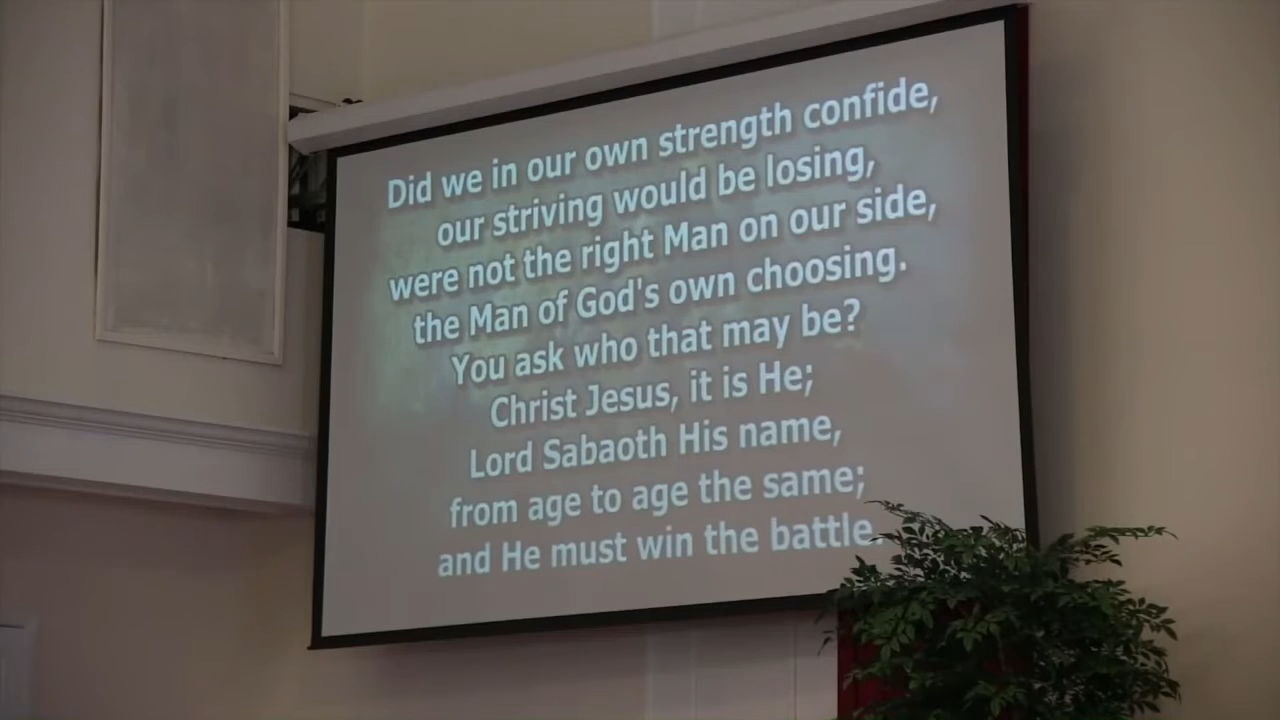 Did we in our own strength confide,
our striving would be losing,
were not the right Man on our side,
the Man of God's own choosing.
You ask who that may be?
Christ Jesus, it is He;
Lord Sabaoth His name,
from age to age the same;
and He must win the battle.